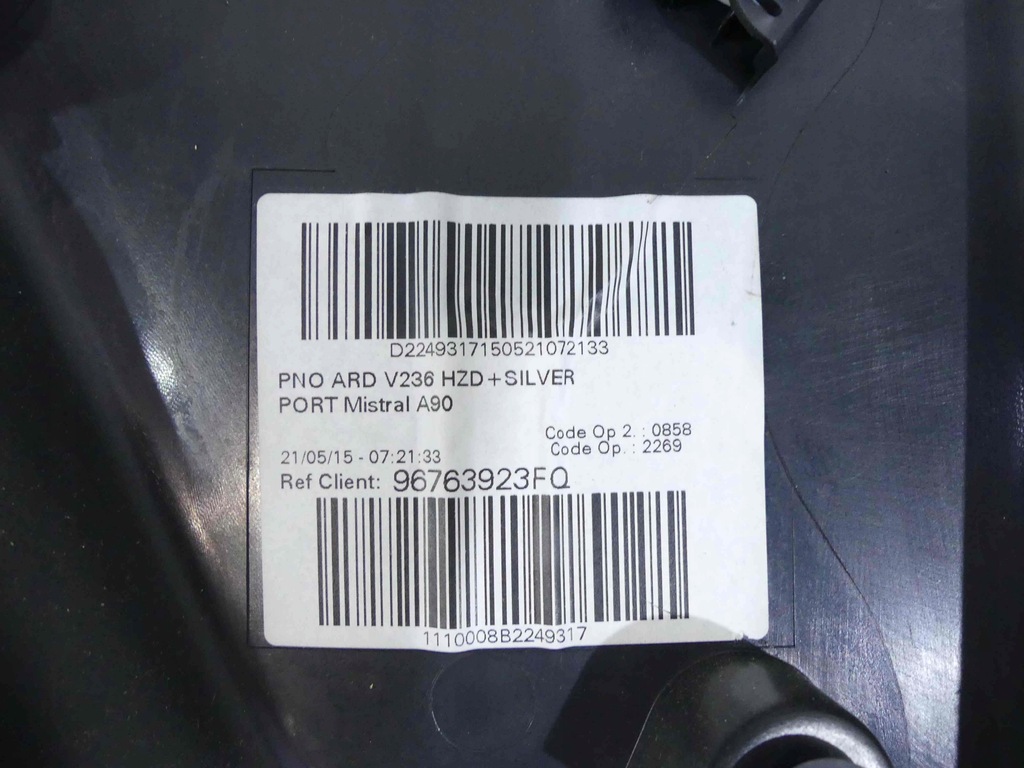 D2249317150521072133
PNO ARD V236 HZD+SILVER
PORT Mistral A90
Code Op 2. : 0858
Code Op. : 2269
21/05/15 - 07:21:33
Ref Client: 96763923FQ
1110008B2249317